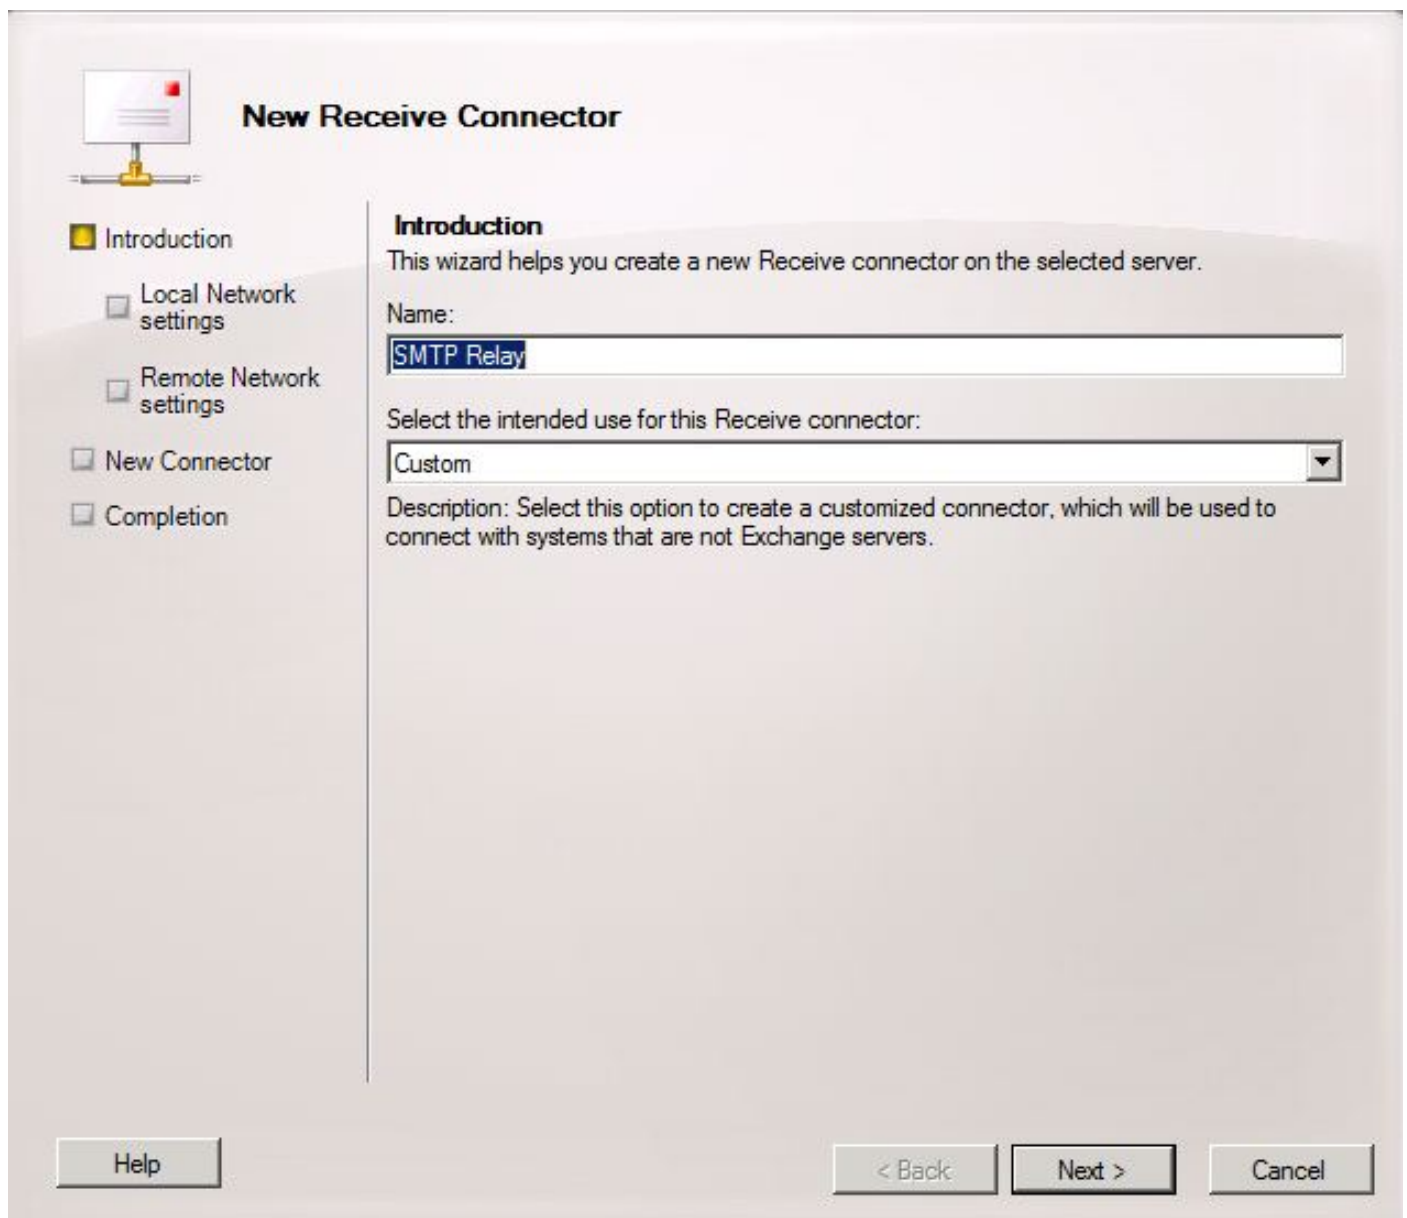 New Receive Connector
Introduction
Local Network
settings
Remote Network
settings
New Connector
Completion
Introduction
This wizard helps you create a new Receive connector on the selected server.
Name:
SMTP Relay
Select the intended use for this Receive connector:
Custom
Description: Select this option to create a customized connector, which will be used to
connect with systems that are not Exchange servers.
Help
< Back
Next >
Cancel